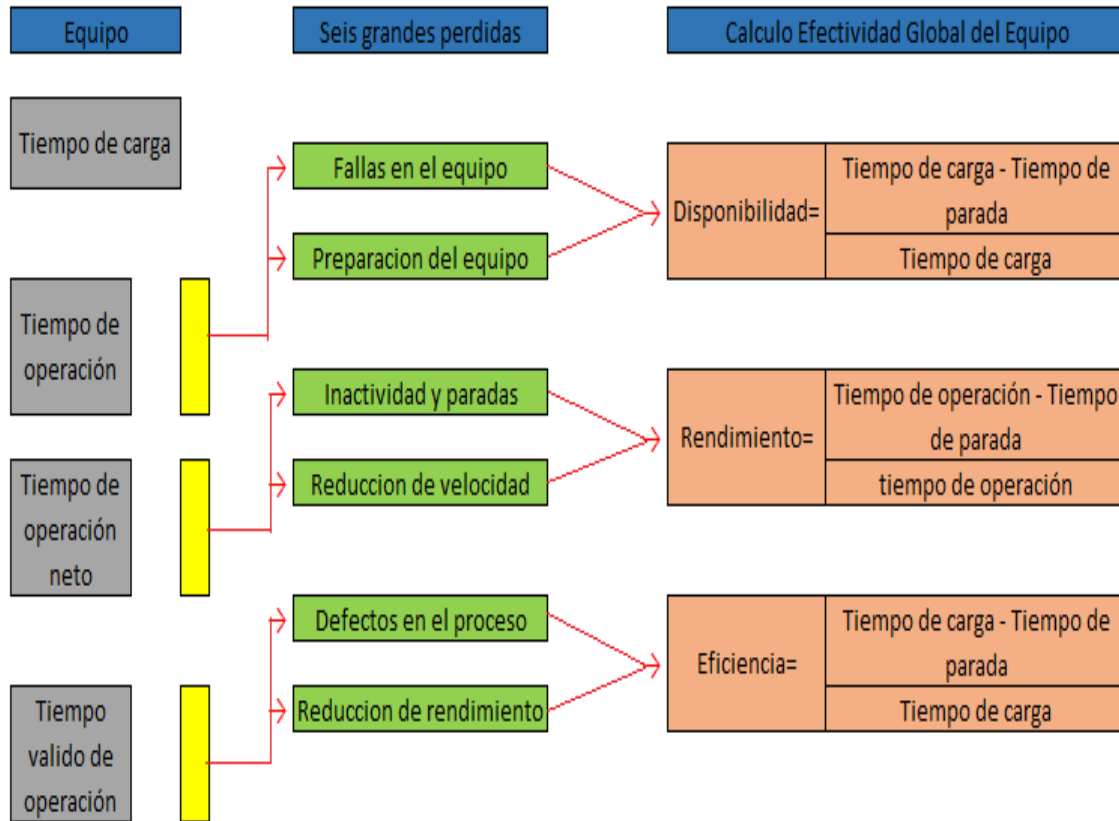 Equipo
Seis grandes perdidas
Calculo Efectividad Global del Equipo
Tiempo de carga
Fallas en el equipo
Preparacion del equipo
Disponibilidad=
Tiempo de carga - Tiempo de
parada
Tiempo de carga
Tiempo de
operación
Inactividad y paradas
Reduccion de velocidad
Rendimiento=
Tiempo de operación - Tiempo
de parada
tiempo de operación
Tiempo de
operación
neto
Defectos en el proceso
Reduccion de rendimiento
Eficiencia=
Tiempo de carga - Tiempo de
parada
Tiempo de carga
Tiempo
valido de
operación